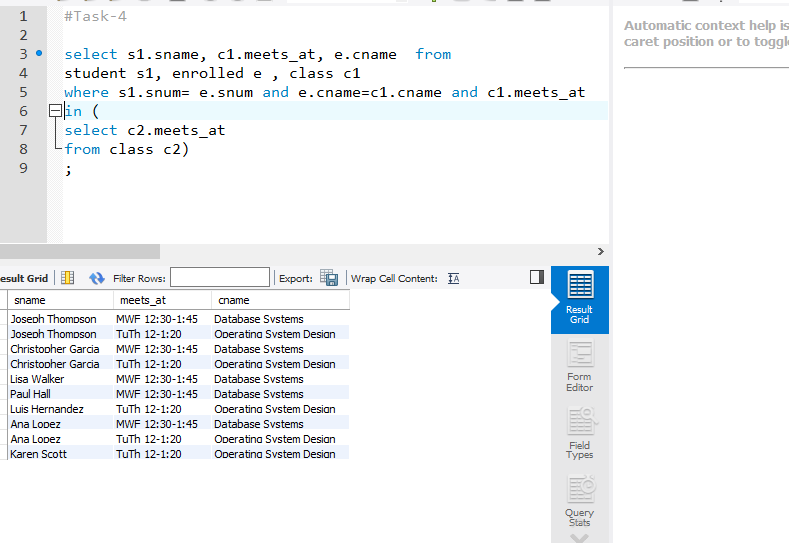 1 #Task-4
2
3 select s1.sname, c1.meets_at, e.cname  from
4 student s1, enrolled e , class c1
5 where s1.snum= e.snum and e.cname=c1.cname and c1.meets_at
6 in (
7 select c2.meets_at
8 from class c2)
9 ;
Automatic context help is
caret position or to toggle
esult Grid Filter Rows: Export: Wrap Cell Content:
sname meets_at cname
Joseph Thompson MWF 12:30-1:45 Database Systems
Joseph Thompson TuTh 12-1:20 Operating System Design
Christopher Garcia MWF 12:30-1:45 Database Systems
Christopher Garcia TuTh 12-1:20 Operating System Design
Lisa Walker MWF 12:30-1:45 Database Systems
Paul Hall MWF 12:30-1:45 Database Systems
Luis Hernandez TuTh 12-1:20 Operating System Design
Ana Lopez MWF 12:30-1:45 Database Systems
Ana Lopez TuTh 12-1:20 Operating System Design
Karen Scott TuTh 12-1:20 Operating System Design
Result
Grid
Form
Editor
Field
Types
Query
Stats